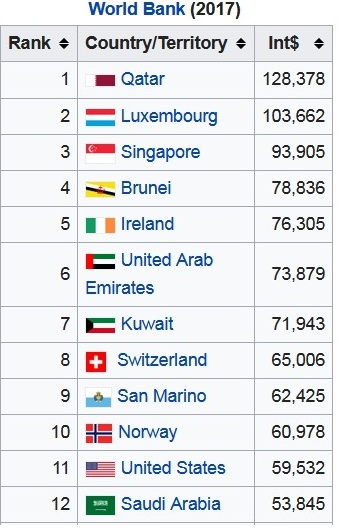 World Bank (2017)
Rank Country/Territory Int$
1 Qatar 128,378
2 Luxembourg 103,662
3 Singapore 93,905
4 Brunei 78,836
5 Ireland 76,305
6 United Arab Emirates 73,879
7 Kuwait 71,943
8 Switzerland 65,006
9 San Marino 62,425
10 Norway 60,978
11 United States 59,532
12 Saudi Arabia 53,845